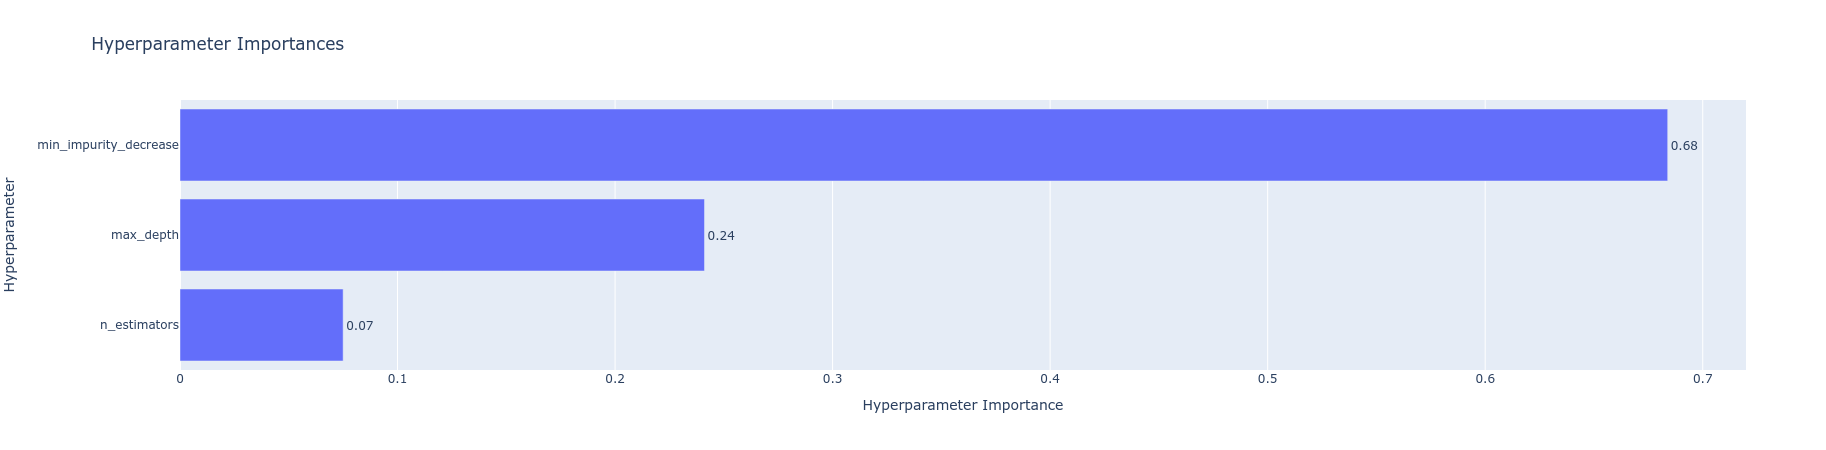 Hyperparameter Importances
Hyperparameter
min_impurity_decrease
0.68
max_depth
0.24
n_estimators
0.07
0 0.1 0.2 0.3 0.4 0.5 0.6 0.7
Hyperparameter Importance